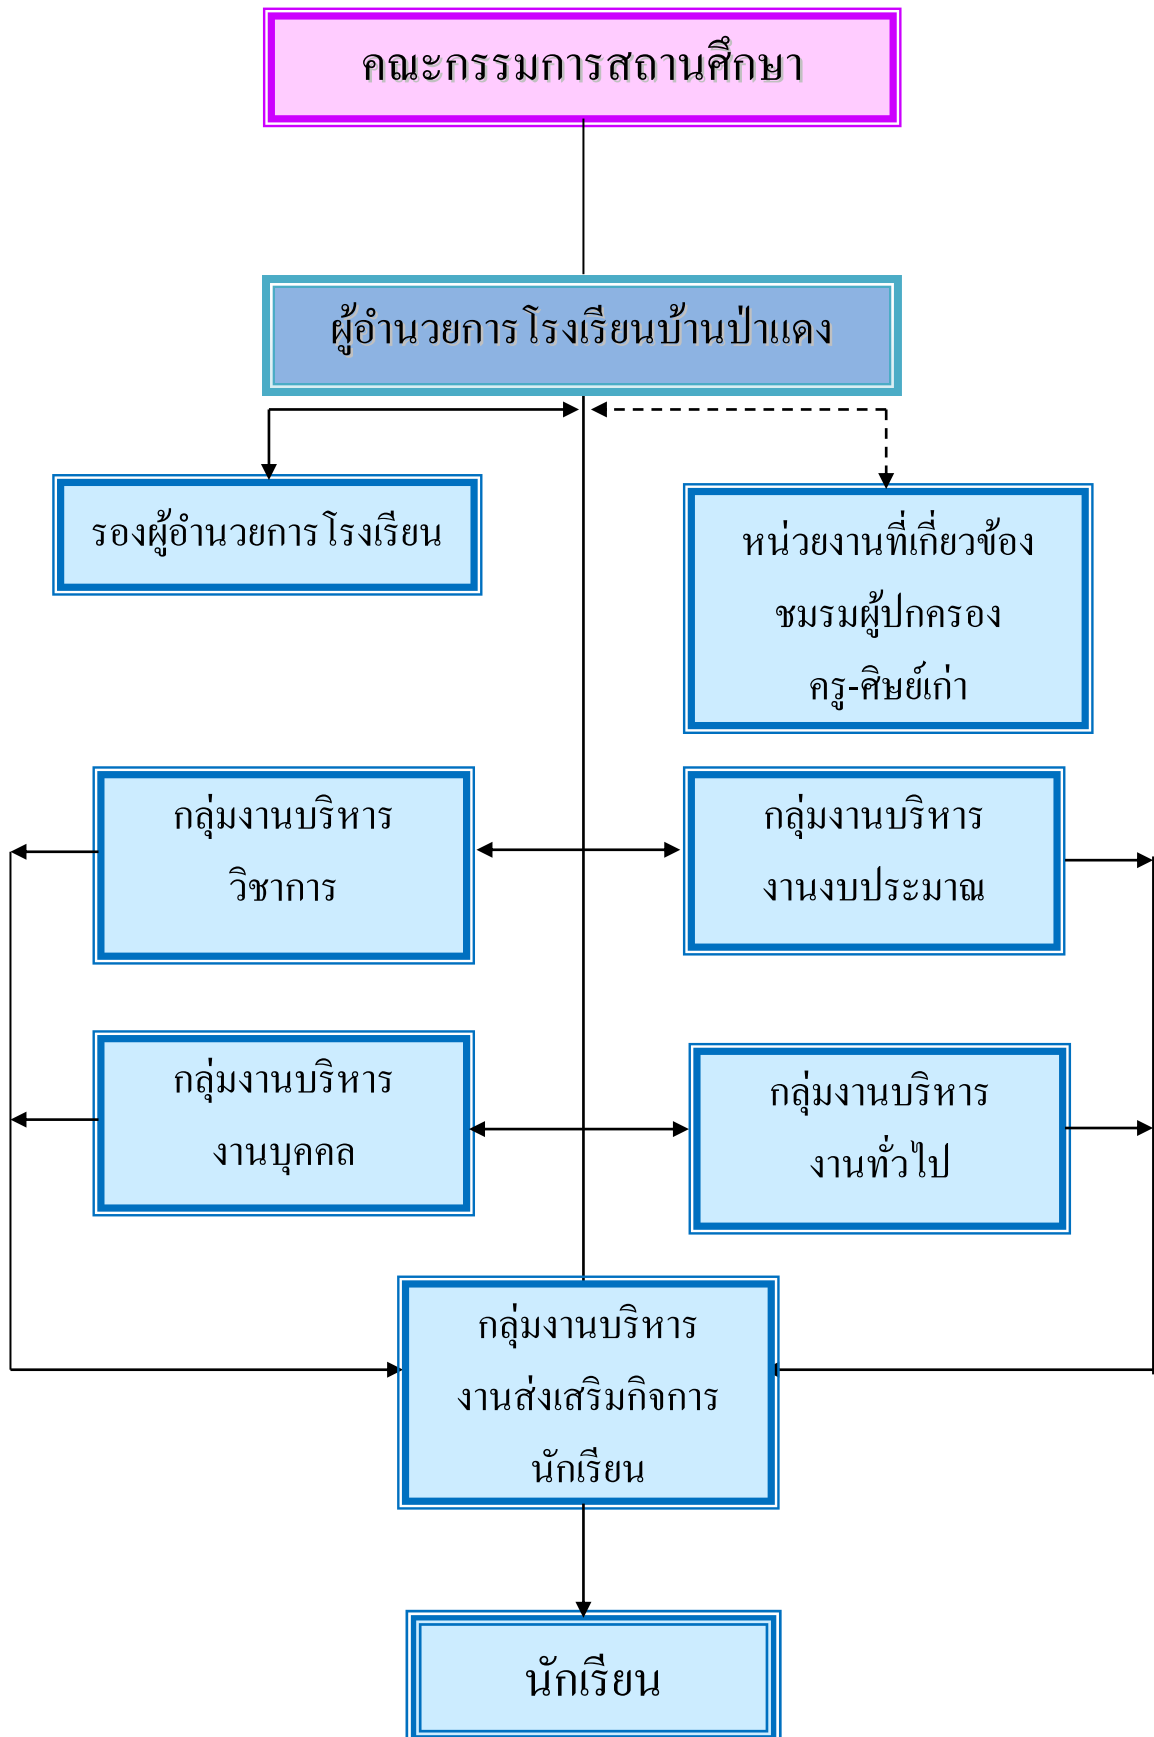 คณะกรรมการสถานศึกษา
ผู้อำนวยการโรงเรียนบ้านป่าแดง
รองผู้อำนวยการโรงเรียน
หน่วยงานที่เกี่ยวข้อง
ชมรมผู้ปกครอง
ครู-ศิษย์เก่า
กลุ่มงานบริหาร
วิชาการ
กลุ่มงานบริหาร
งานงบประมาณ
กลุ่มงานบริหาร
งานบุคคล
กลุ่มงานบริหาร
งานทั่วไป
กลุ่มงานบริหาร
งานส่งเสริมกิจการ
นักเรียน
นักเรียน